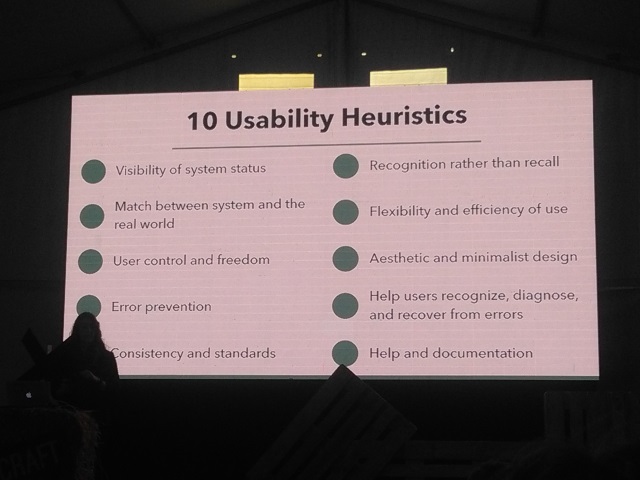 10 Usability Heuristics
Visibility of system status
Match between system and the
real world
User control and freedom
Error prevention
Consistency and standards
Recognition rather than recall
Flexibility and efficiency of use
Aesthetic and minimalist design
Help users recognize, diagnose,
and recover from errors
Help and documentation